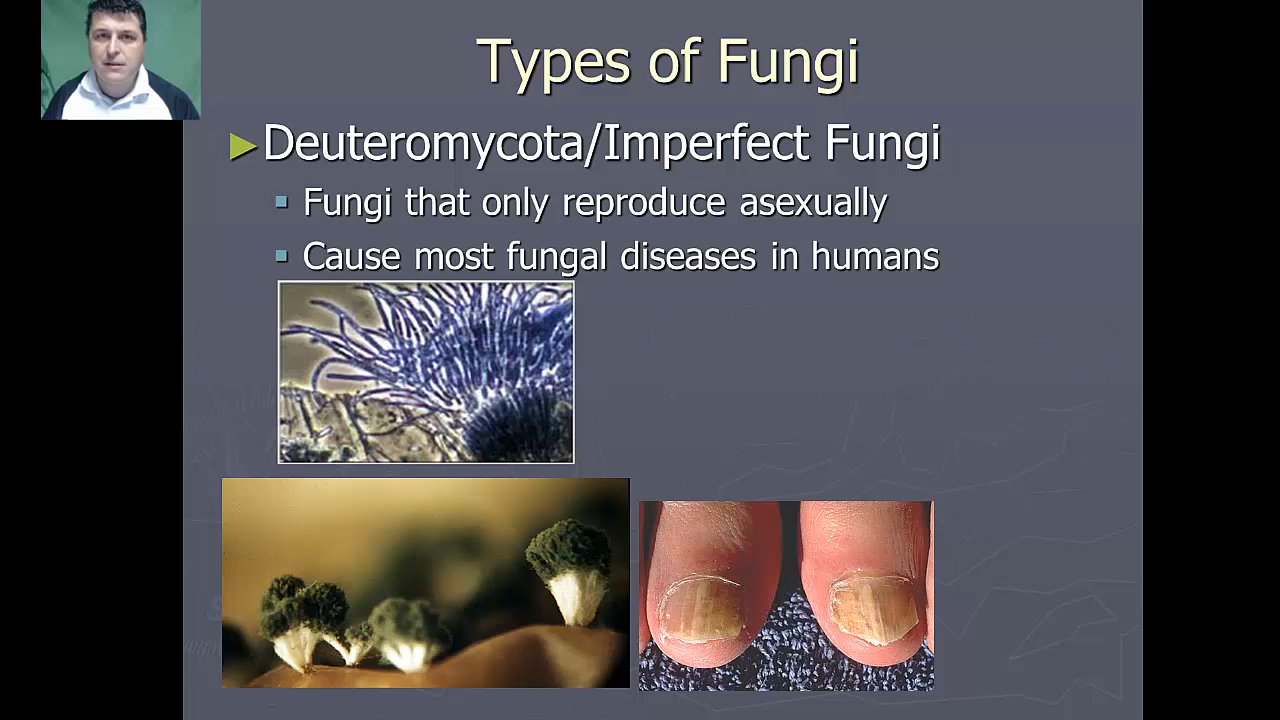 Types of Fungi
Deuteromycota/Imperfect Fungi
Fungi that only reproduce asexually
Cause most fungal diseases in humans